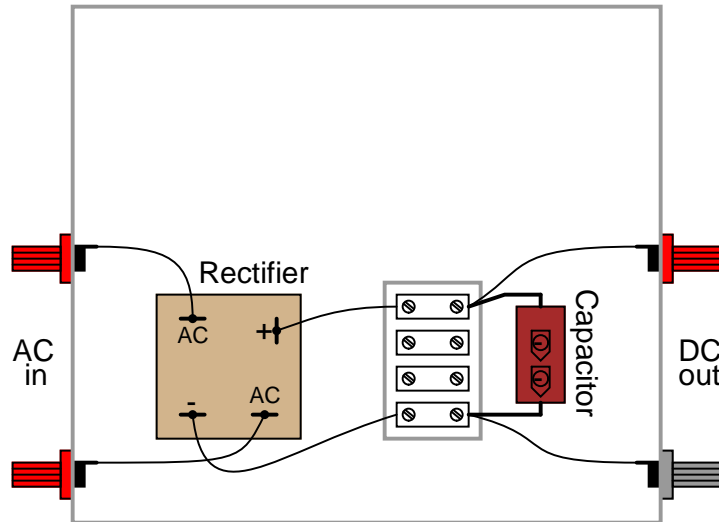 Rectifier
AC
+
-
AC
AC
in
Capacitor
DC
out